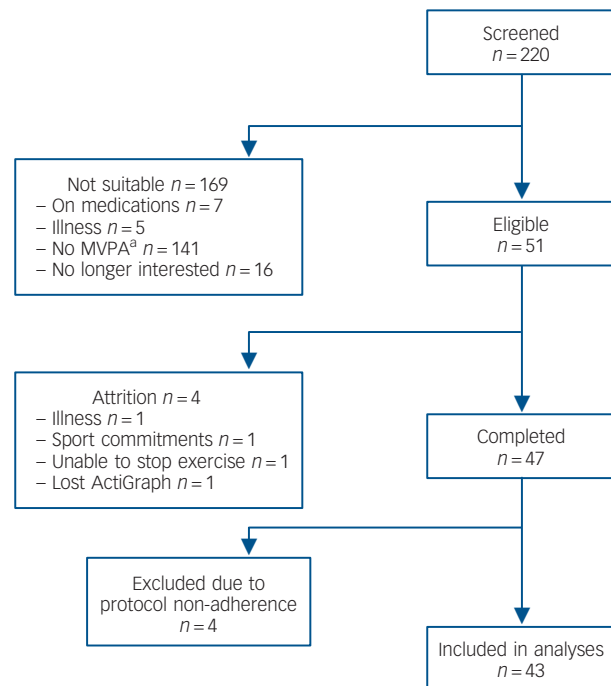 Screened
n = 220
Not suitable n = 169
– On medications n = 7
– Illness n = 5
– No MVPAa n = 141
– No longer interested n = 16
Eligible
n = 51
Attrition n = 4
– Illness n = 1
– Sport commitments n = 1
– Unable to stop exercise n = 1
– Lost ActiGraph n = 1
Completed
n = 47
Excluded due to
protocol non-adherence
n = 4
Included in analyses
n = 43